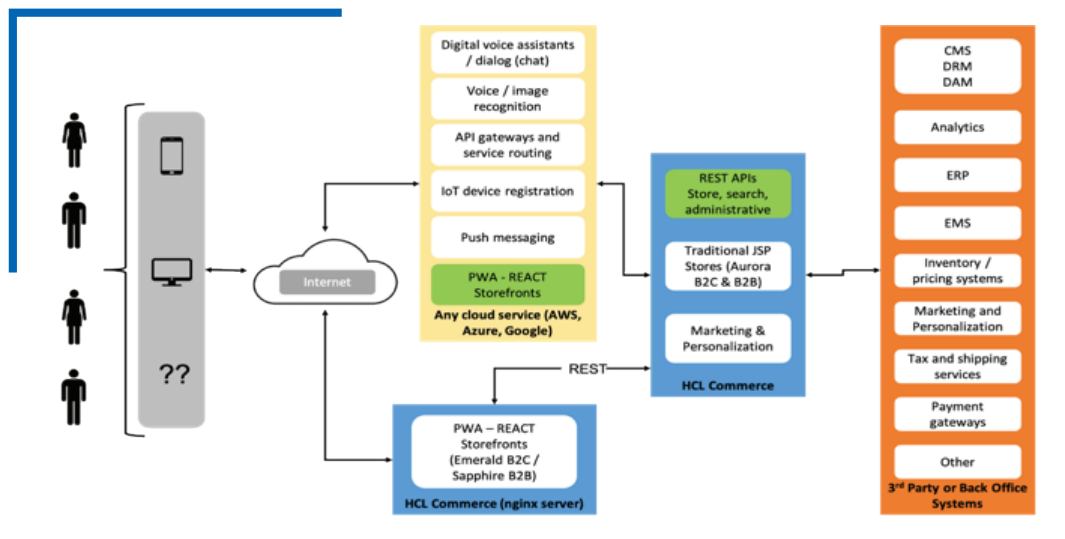 ??
Internet
Digital voice assistants
/ dialog (chat)
Voice / image
recognition
API gateways and
service routing
IoT device registration
Push messaging
PWA - REACT
Storefronts
Any cloud service (AWS,
Azure, Google)
REST
PWA – REACT
Storefronts
(Emerald B2C /
Sapphire B2B)
HCL Commerce (nginx server)
REST APIs
Store, search,
administrative
Traditional JSP
Stores (Aurora
B2C & B2B)
Marketing &
Personalization
HCL Commerce
CMS
DRM
DAM
Analytics
ERP
EMS
Inventory /
pricing systems
Marketing and
Personalization
Tax and shipping
services
Payment
gateways
Other
3rd Party or Back Office
Systems